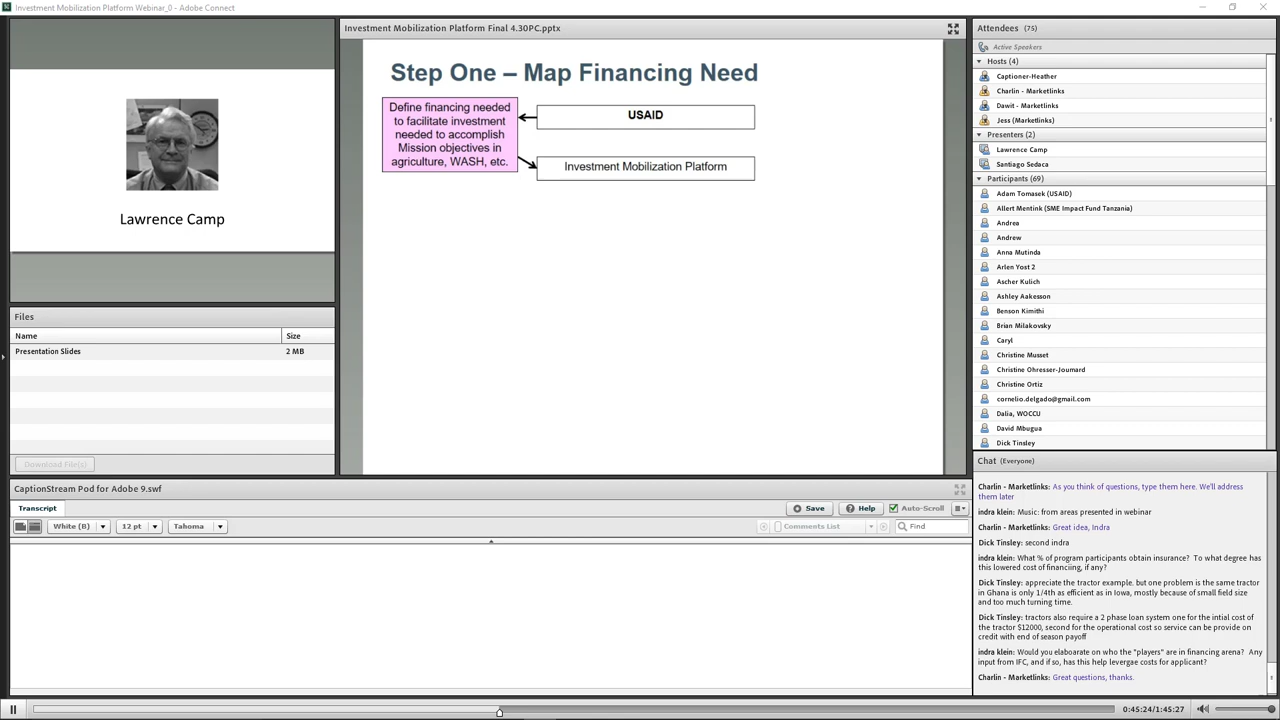 Investment Mobilization Platform Webinar_0 - Adobe Connect
Lawrence Camp
Files
Name
Size
Presentation Slides
2 MB
Download File(s)
Investment Mobilization Platform Final 4.30PC.pptx
Step One – Map Financing Need
Define financing needed
to facilitate investment
needed to accomplish
Mission objectives in
agriculture, WASH, etc.
USAID
Investment Mobilization Platform
CaptionStream Pod for Adobe 9.swf
Transcript
Save
Help
Auto-Scroll
White (B)
12 pt
Tahoma
Comments List
Find
Attendees (75)
Active Speakers
Hosts (4)
Captioner-Heather
Charlin - Marketlinks
Dawit - Marketlinks
Jess (Marketlinks)
Presenters (2)
Lawrence Camp
Santiago Sedaca
Participants (69)
Adam Tomasek (USAID)
Allert Mentink (SME Impact Fund Tanzania)
Andrea
Andrew
Anna Mutinda
Arlen Yost 2
Ascher Kulich
Ashley Aakesson
Benson Kimithi
Brian Milakovsky
Caryl
Christine Musset
Christine Ohresser-Joumard
Christine Ortiz
cornelio.delgado@gmail.com
Dalia, WOCCU
David Mbugua
Dick Tinsley
Chat (Everyone)
Charlin - Marketlinks: As you think of questions, type them here. We'll address
them later
indra klein: Music: from areas presented in webinar
Charlin - Marketlinks: Great idea, Indra
Dick Tinsley: second indra
indra klein: What % of program participants obtain insurance? To what degree has
this lowered cost of financiing, if any?
Dick Tinsley: appreciate the tractor example. but one problem is the same tractor
in Ghana is only 1/4th as efficient as in Iowa, mostly because of small field size
and too much turning time.
Dick Tinsley: tractors also require a 2 phase loan system one for the intial cost of
the tractor $12000, second for the operational cost so service can be provide on
credit with end of season payoff
indra klein: Would you elaboarate on who the "players" are in financing arena? Any
input from IFC, and if so, has this help levergae costs for applicant?
Charlin - Marketlinks: Great questions, thanks.
0:45:24/1:45:27